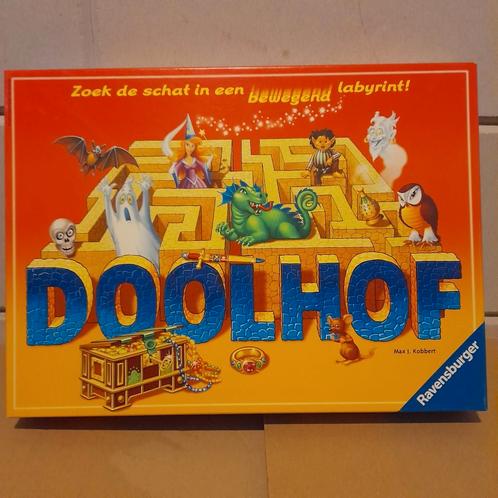 Zoek de schat in een bewegend labyrint!
DOOLHOF
Max J. Kobbert
Ravensburger